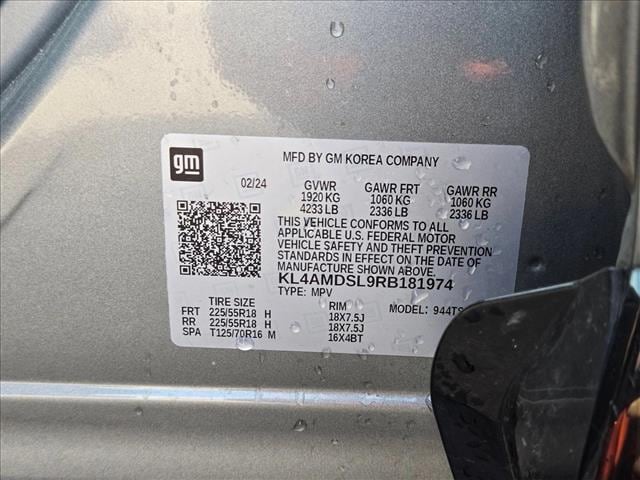 gm
MFD BY GM KOREA COMPANY
02/24 GVWR GAWR FRT GAWR RR
1920 KG 1060 KG 1060 KG
4233 LB 2336 LB 2336 LB
THIS VEHICLE CONFORMS TO ALL
APPLICABLE U.S. FEDERAL MOTOR
VEHICLE SAFETY AND THEFT PREVENTION
STANDARDS IN EFFECT ON THE DATE OF
MANUFACTURE SHOWN ABOVE.
KL4AMDSL9RB181974
TYPE: MPV
TIRE SIZE RIM MODEL: 944TS
FRT 225/55R18 H 18X7.5J
RR 225/55R18 H 18X7.5J
SPA T125/70R16 M 16X4BT